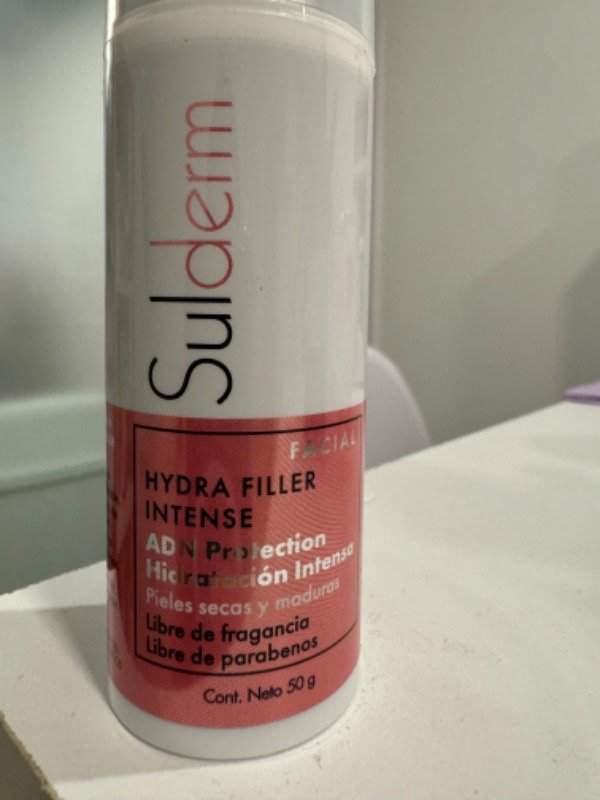 Sulderm
FACIAL
HYDRA FILLER
INTENSE
ADN Protection
Hidratación Intensa
Pieles secas y maduras
Libre de fragancia
Libre de parabenos
Cont. Neto 50 g